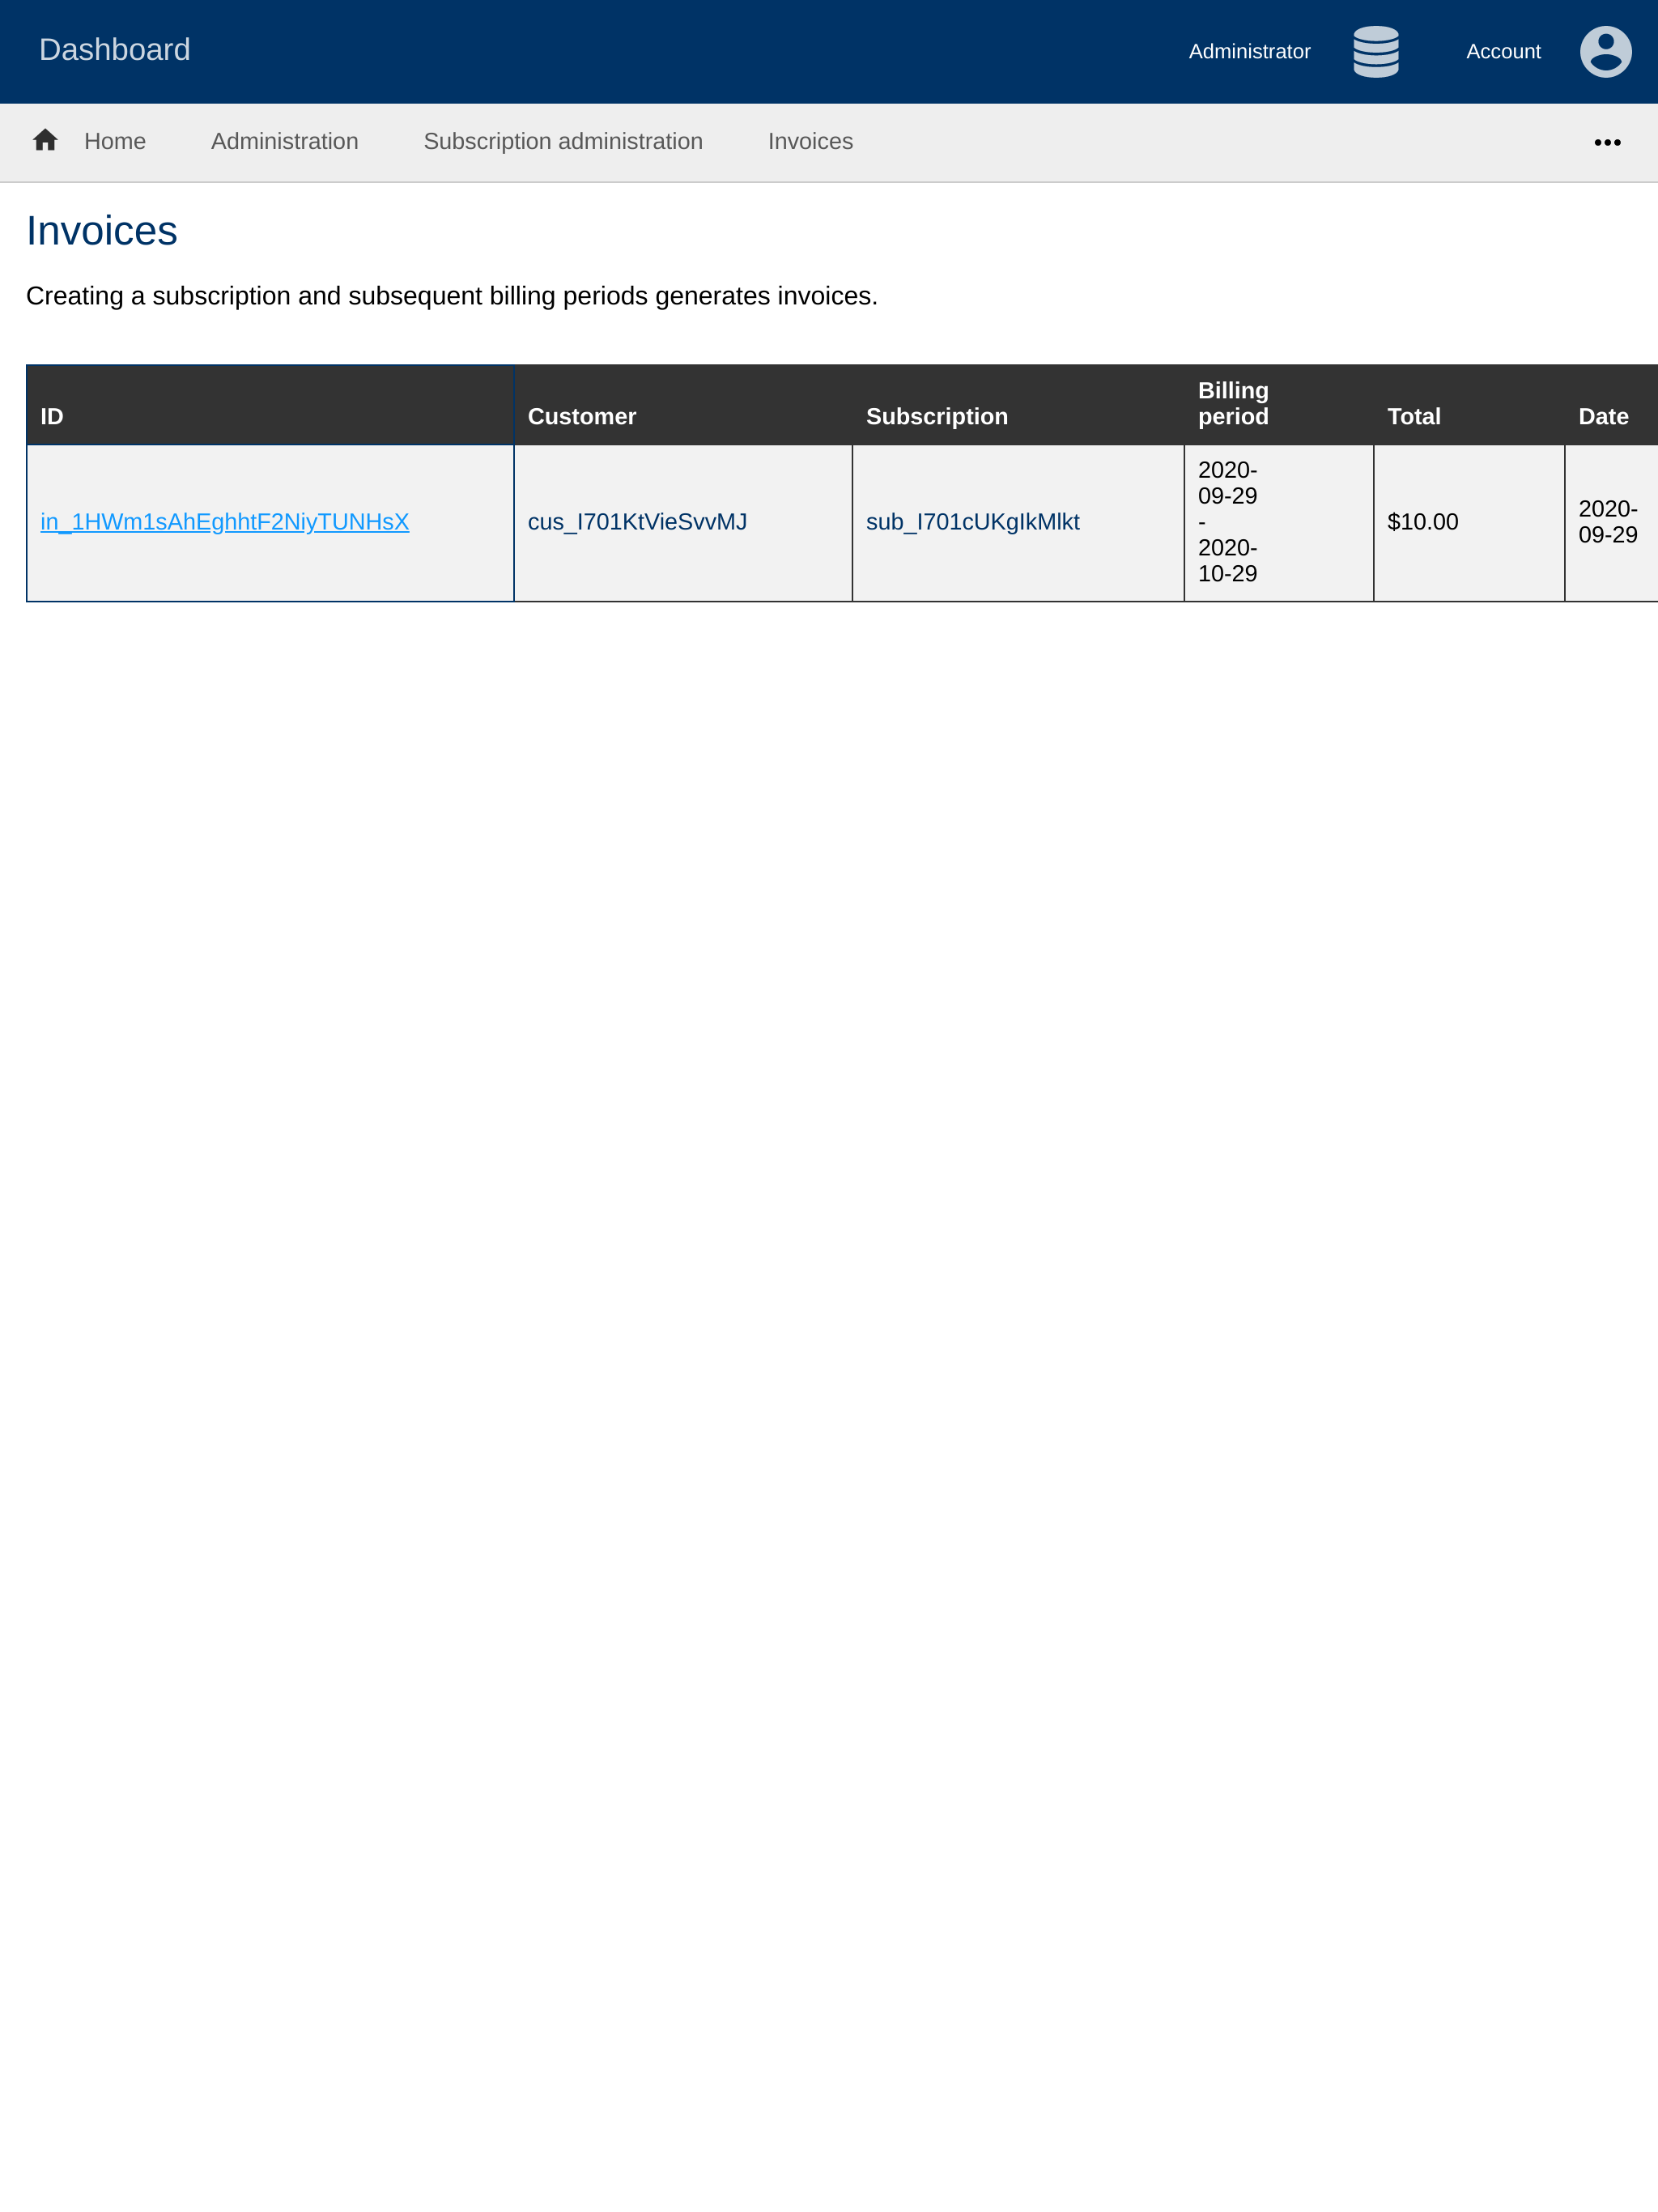 Dashboard
Administrator
Account
Home
Administration
Subscription administration
Invoices
•••
Invoices
Creating a subscription and subsequent billing periods generates invoices.
ID
Customer
Subscription
Billing
period
Total
Date
in_1HWm1sAhEghhtF2NiyTUNHsX
cus_I701KtVieSvvMJ
sub_I701cUKgIkMlkt
2020-
09-29
-
2020-
10-29
$10.00
2020-
09-29